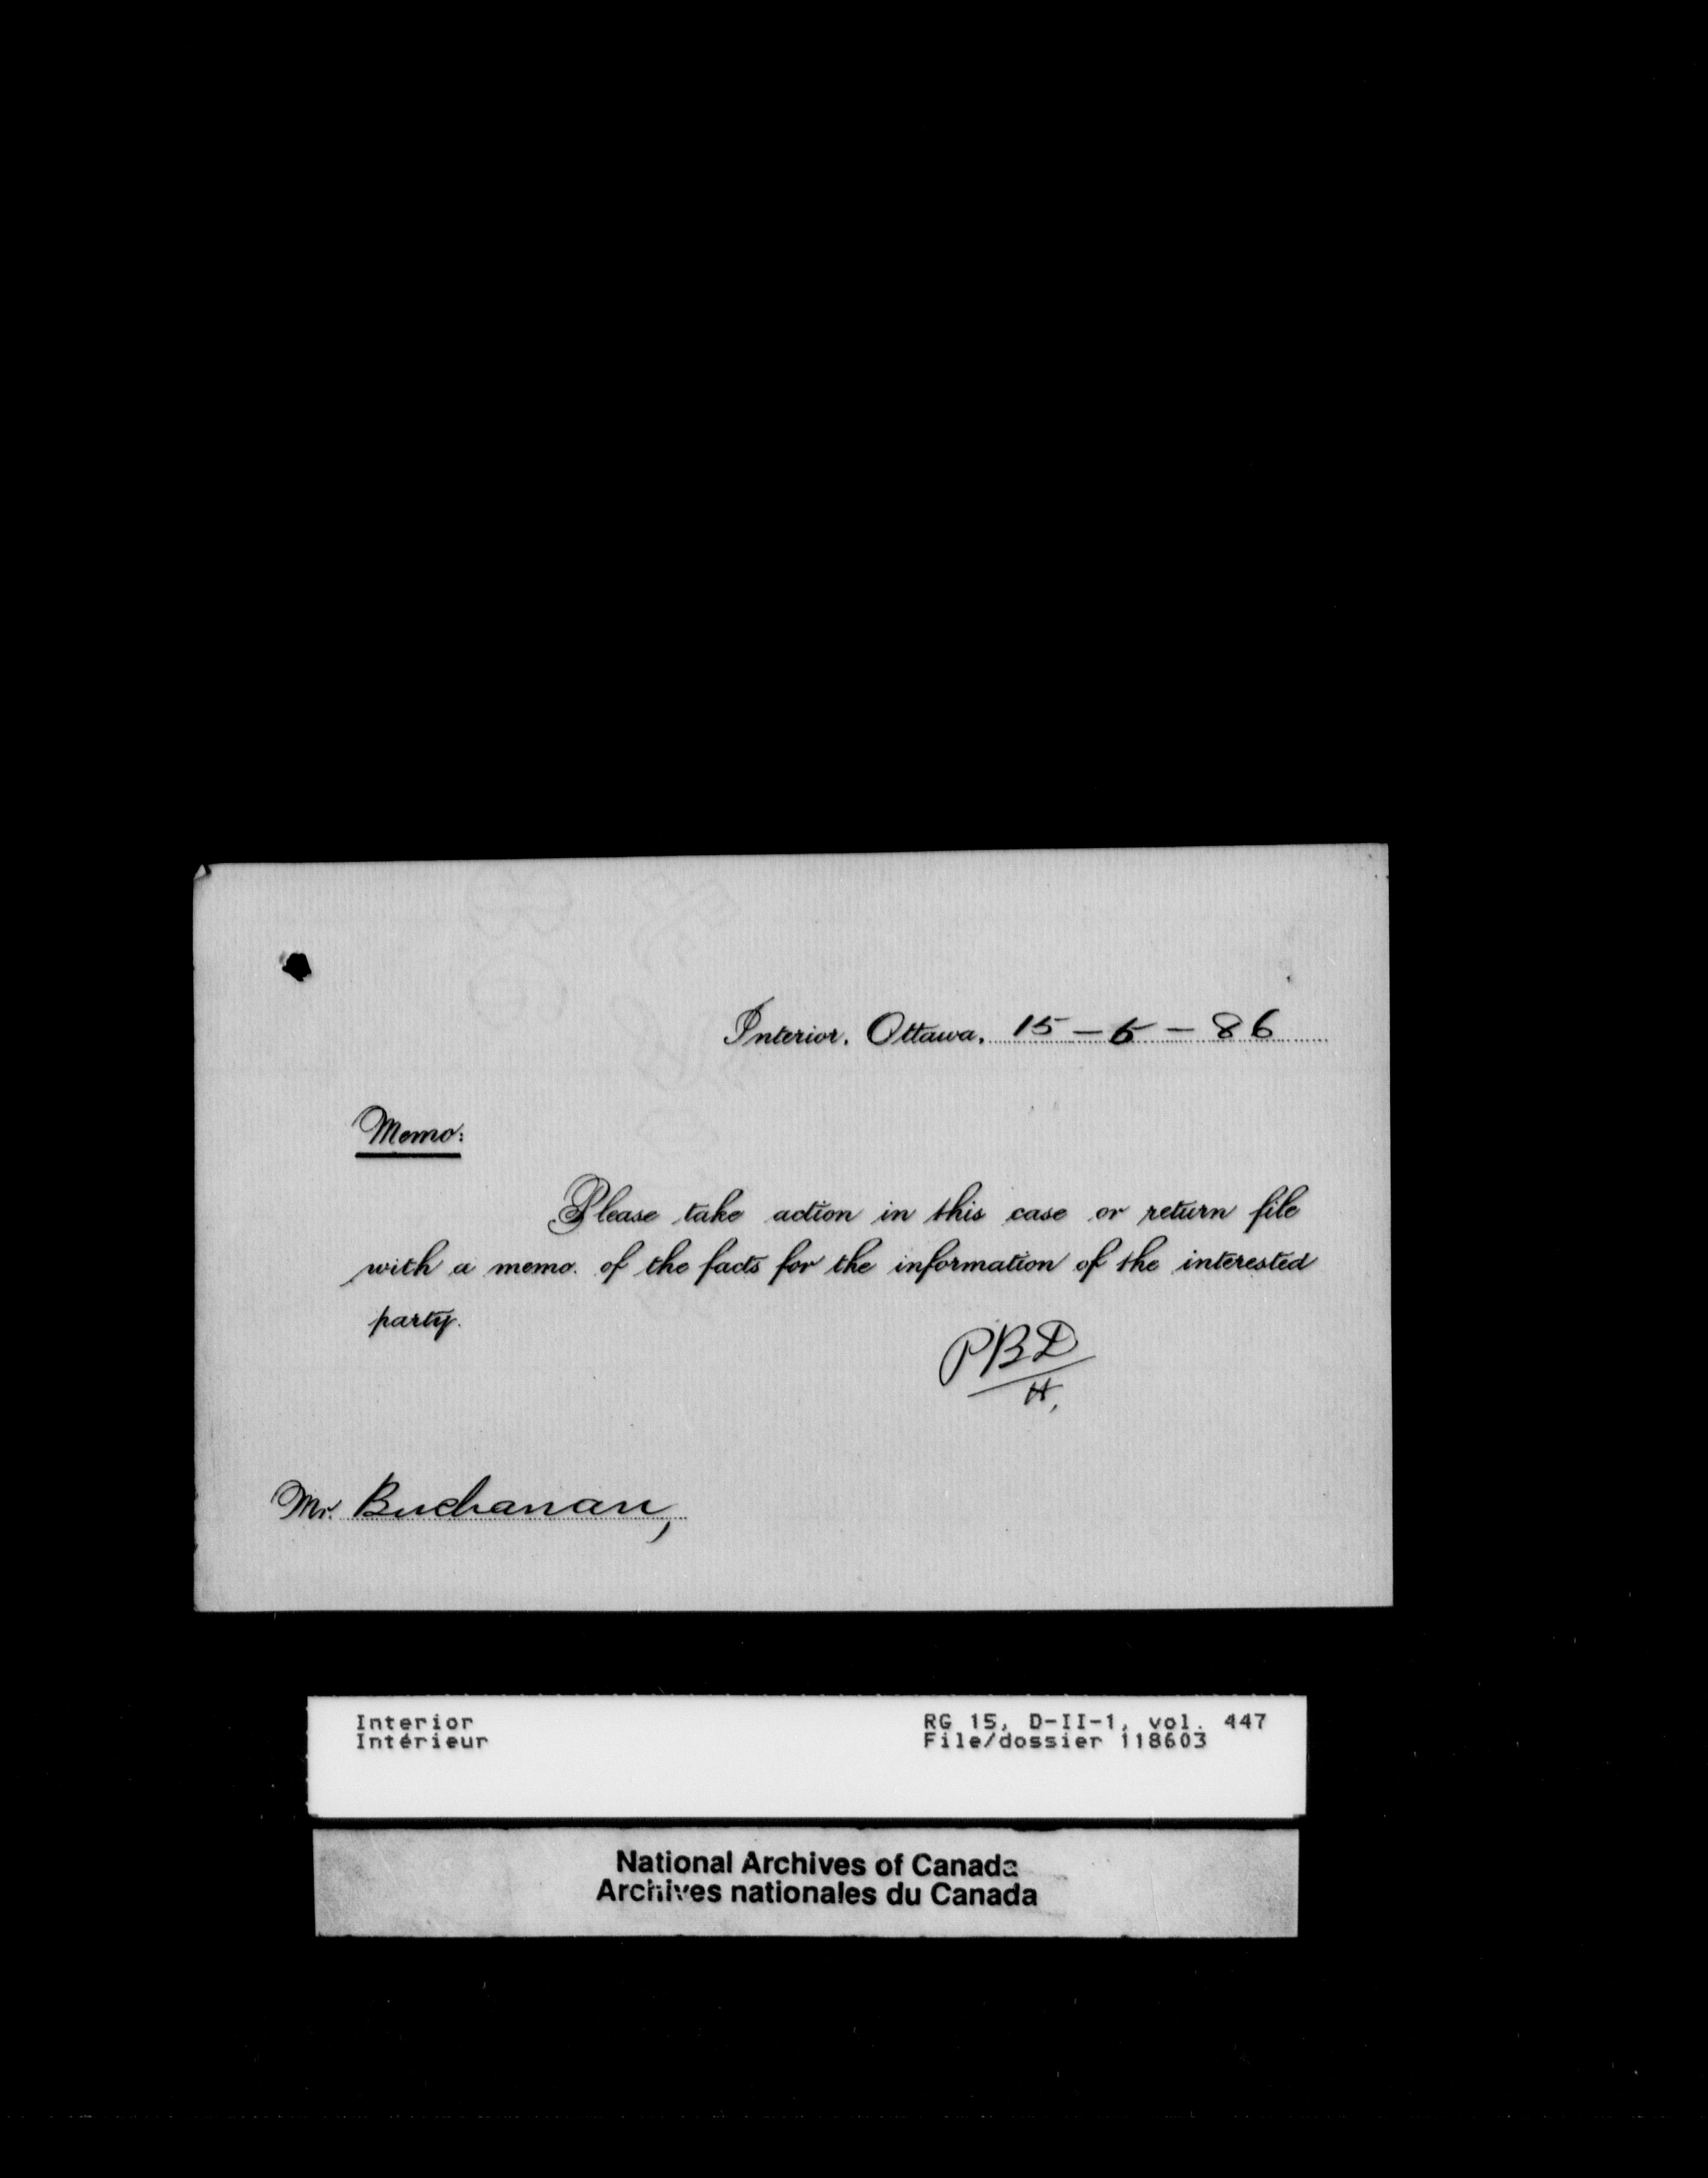 Interior, Ottawa, 15 - 5 - 86
Memo:
Please take action in this case or return file
with a memo. of the facts for the information of the interested
party.
PBD
H,
Mr. Buchanan,
Interior
Intérieur
RG 15, D-II-1, vol. 447
File/dossier 118603
National Archives of Canada
Archives nationales du Canada